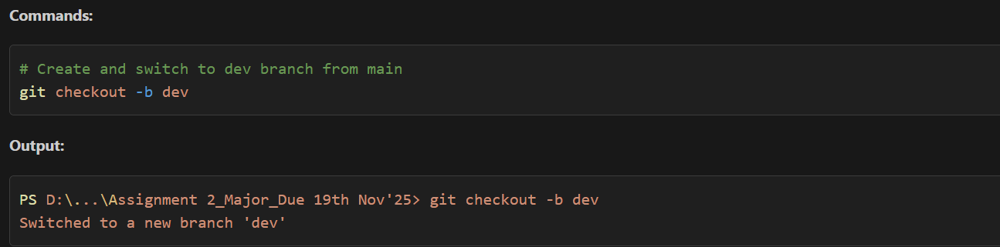 Commands:
# Create and switch to dev branch from main
git checkout -b dev
Output:
PS D:\...\Assignment 2_Major_Due 19th Nov'25> git checkout -b dev
Switched to a new branch 'dev'